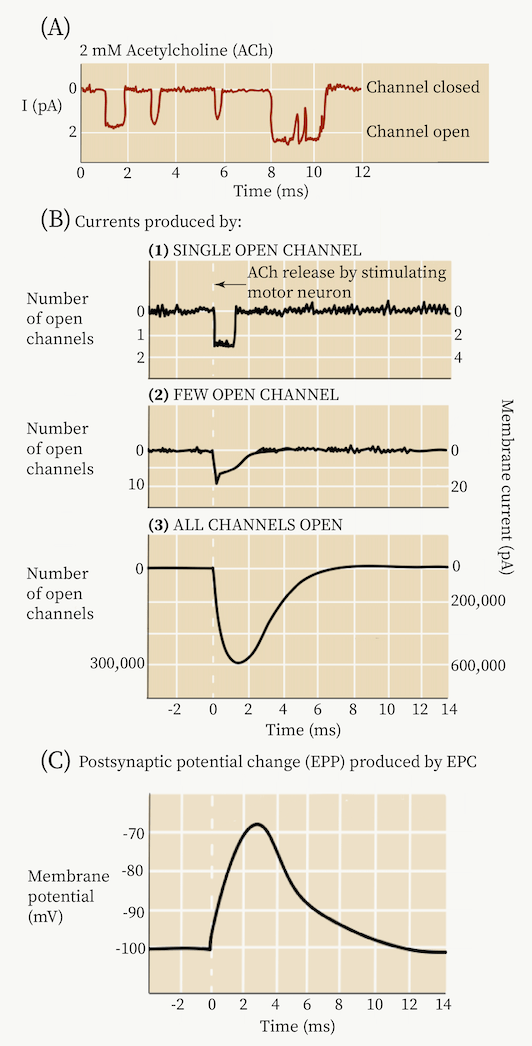 (A)
2 mM Acetylcholine (ACh)
0
Channel closed
I (pA)
2
Channel open
0 2 4 6 8 10 12
Time (ms)
(B) Currents produced by:
(1) SINGLE OPEN CHANNEL
ACh release by stimulating
motor neuron
Number
of open
channels
0
1
2
0
2
4
(2) FEW OPEN CHANNEL
Number
of open
channels
0
10
0
20
Membrane current (pA)
(3) ALL CHANNELS OPEN
Number
of open
channels
0
300,000
0
200,000
600,000
-2 0 2 4 6 8 10 12 14
Time (ms)
(C) Postsynaptic potential change (EPP) produced by EPC
Membrane
potential
(mV)
-70
-80
-90
-100
-2 0 2 4 6 8 10 12 14
Time (ms)